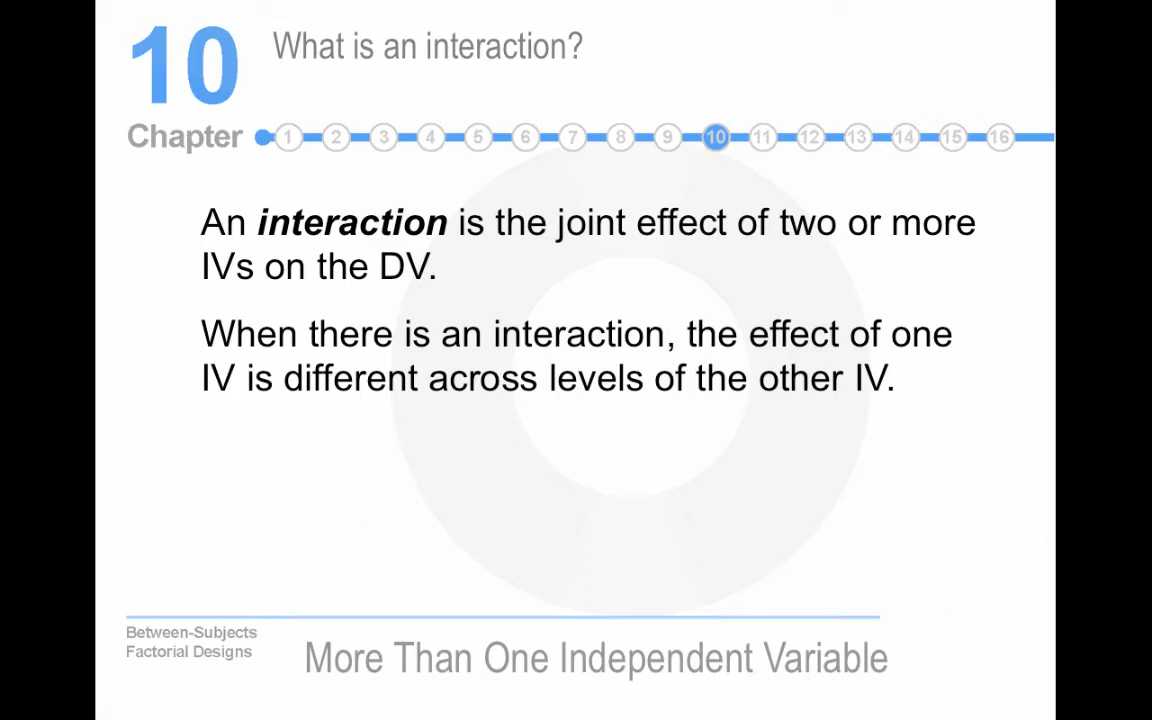 10
What is an interaction?
Chapter
1 2 3 4 5 6 7 8 9 10 11 12 13 14 15 16
An interaction is the joint effect of two or more
IVs on the DV.
When there is an interaction, the effect of one
IV is different across levels of the other IV.
Between-Subjects
Factorial Designs
More Than One Independent Variable